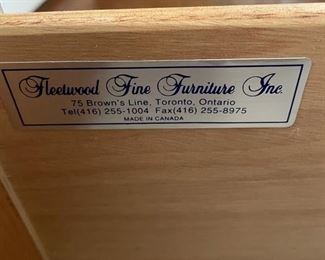 Fleetwood Fine Furniture Inc.
75 Brown's Line, Toronto, Ontario
Tel(416) 255-1004 Fax(416) 255-8975
MADE IN CANADA